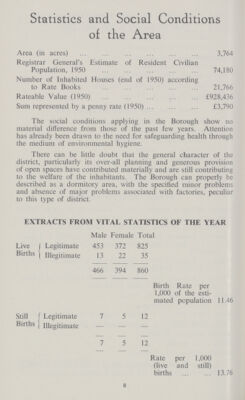 Statistics and Social Conditions
of the Area
Area (in acres) ... ... ... ... ... ... 3,764
Registrar General's Estimate of Resident Civilian
Population, 1950 ... ... ... ... ... 74,180
Number of Inhabited Houses (end of 1950) according
to Rate Books ... ... ... ... ... 21,766
Rateable Value (1950) ... ... ... ... ... £928,436
Sum represented by a penny rate (1950) ... ... ... £3,790
The social conditions applying in the Borough show no
material difference from those of the past few years. Attention
has already been drawn to the need for safeguarding health through
the medium of environmental hygiene.
There can be little doubt that the general character of the
district, particularly its over-all planning and generous provision
of open spaces have contributed materially and are still contributing
to the welfare of the inhabitants. The Borough can properly be
described as a dormitory area, with the specified minor problems
and absence of major problems associated with factories, peculiar
to this type of district.
EXTRACTS FROM VITAL STATISTICS OF THE YEAR
Male Female Total
Live Births { Legitimate 453 372 825
Illegitimate 13 22 35
466 394 860
Birth Rate per
1,000 of the esti-
mated population 11.46
Still Births { Legitimate 7 5 12
Illegitimate — — —
7 5 12
Rate per 1,000
(live and still)
births ... ... 13.76
6